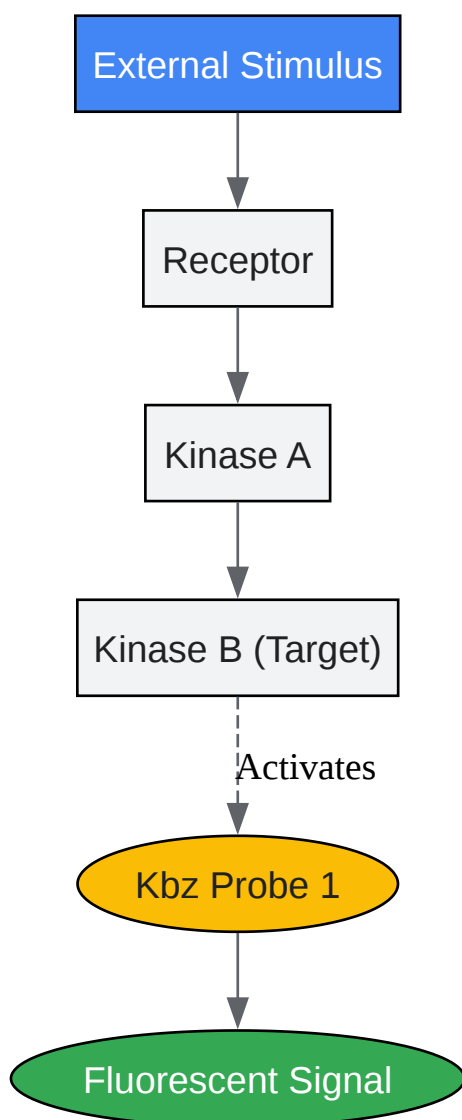 External Stimulus
Receptor
Kinase A
Kinase B (Target)
Activates
Kbz Probe 1
Fluorescent Signal